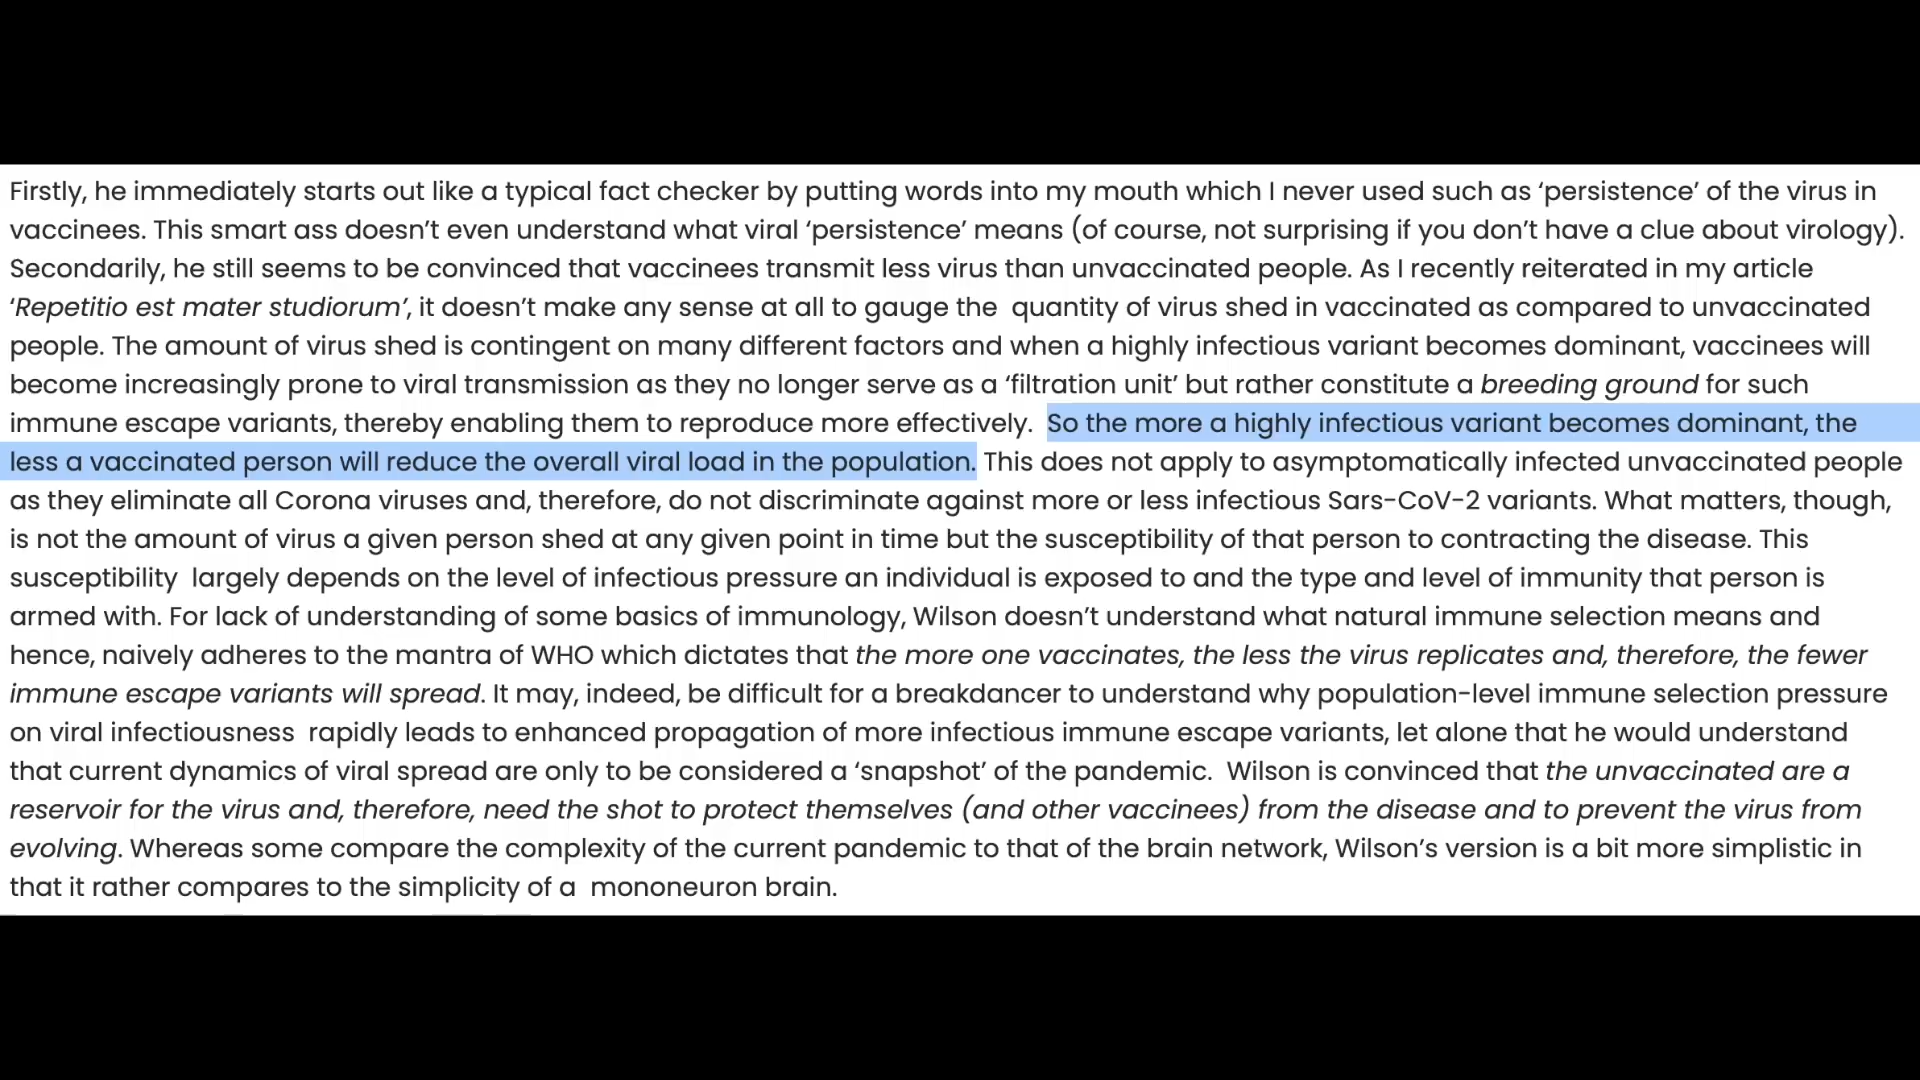 Firstly, he immediately starts out like a typical fact checker by putting words into my mouth which I never used such as ‘persistence’ of the virus in
vaccinees. This smart ass doesn’t even understand what viral ‘persistence’ means (of course, not surprising if you don’t have a clue about virology).
Secondarily, he still seems to be convinced that vaccinees transmit less virus than unvaccinated people. As I recently reiterated in my article
‘Repetitio est mater studiorum’, it doesn’t make any sense at all to gauge the  quantity of virus shed in vaccinated as compared to unvaccinated
people. The amount of virus shed is contingent on many different factors and when a highly infectious variant becomes dominant, vaccinees will
become increasingly prone to viral transmission as they no longer serve as a ‘filtration unit’ but rather constitute a breeding ground for such
immune escape variants, thereby enabling them to reproduce more effectively.  So the more a highly infectious variant becomes dominant, the
less a vaccinated person will reduce the overall viral load in the population. This does not apply to asymptomatically infected unvaccinated people
as they eliminate all Corona viruses and, therefore, do not discriminate against more or less infectious Sars-CoV-2 variants. What matters, though,
is not the amount of virus a given person shed at any given point in time but the susceptibility of that person to contracting the disease. This
susceptibility  largely depends on the level of infectious pressure an individual is exposed to and the type and level of immunity that person is
armed with. For lack of understanding of some basics of immunology, Wilson doesn’t understand what natural immune selection means and
hence, naively adheres to the mantra of WHO which dictates that the more one vaccinates, the less the virus replicates and, therefore, the fewer
immune escape variants will spread. It may, indeed, be difficult for a breakdancer to understand why population-level immune selection pressure
on viral infectiousness  rapidly leads to enhanced propagation of more infectious immune escape variants, let alone that he would understand
that current dynamics of viral spread are only to be considered a ‘snapshot’ of the pandemic.  Wilson is convinced that the unvaccinated are a
reservoir for the virus and, therefore, need the shot to protect themselves (and other vaccinees) from the disease and to prevent the virus from
evolving. Whereas some compare the complexity of the current pandemic to that of the brain network, Wilson’s version is a bit more simplistic in
that it rather compares to the simplicity of a  mononeuron brain.